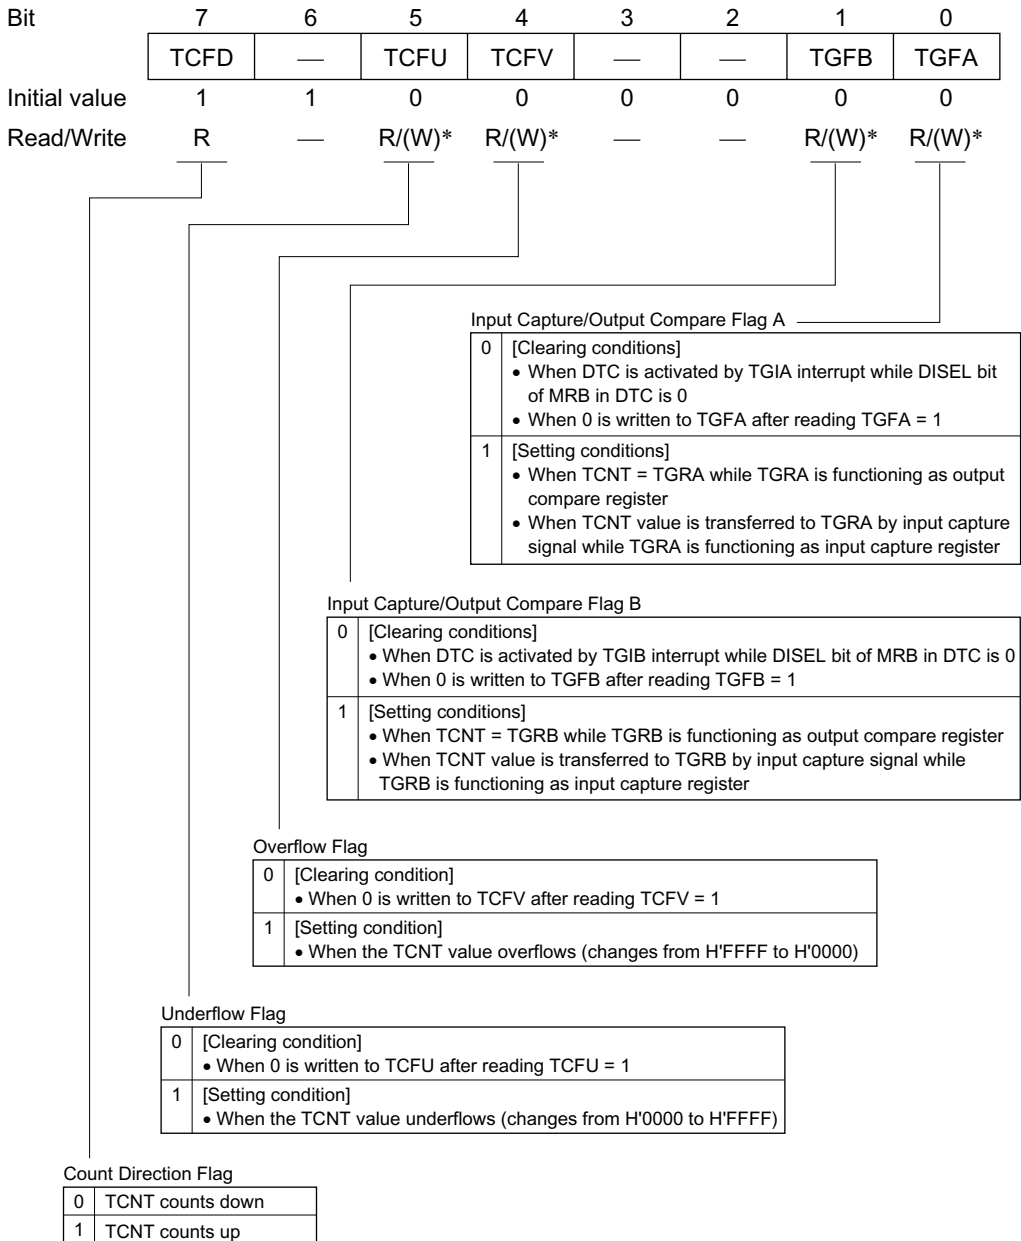 Bit 7 6 5 4 3 2 1 0
TCFD — TCFU TCFV — — TGFB TGFA
Initial value 1 1 0 0 0 0 0 0
Read/Write R — R/(W)* R/(W)* — — R/(W)* R/(W)*
Input Capture/Output Compare Flag A
0 [Clearing conditions]
• When DTC is activated by TGIA interrupt while DISEL bit
of MRB in DTC is 0
• When 0 is written to TGFA after reading TGFA = 1
1 [Setting conditions]
• When TCNT = TGRA while TGRA is functioning as output
compare register
• When TCNT value is transferred to TGRA by input capture
signal while TGRA is functioning as input capture register
Input Capture/Output Compare Flag B
0 [Clearing conditions]
• When DTC is activated by TGIB interrupt while DISEL bit of MRB in DTC is 0
• When 0 is written to TGFB after reading TGFB = 1
1 [Setting conditions]
• When TCNT = TGRB while TGRB is functioning as output compare register
• When TCNT value is transferred to TGRB by input capture signal while
TGRB is functioning as input capture register
Overflow Flag
0 [Clearing condition]
• When 0 is written to TCFV after reading TCFV = 1
1 [Setting condition]
• When the TCNT value overflows (changes from H'FFFF to H'0000)
Underflow Flag
0 [Clearing condition]
• When 0 is written to TCFU after reading TCFU = 1
1 [Setting condition]
• When the TCNT value underflows (changes from H'0000 to H'FFFF)
Count Direction Flag
0 TCNT counts down
1 TCNT counts up